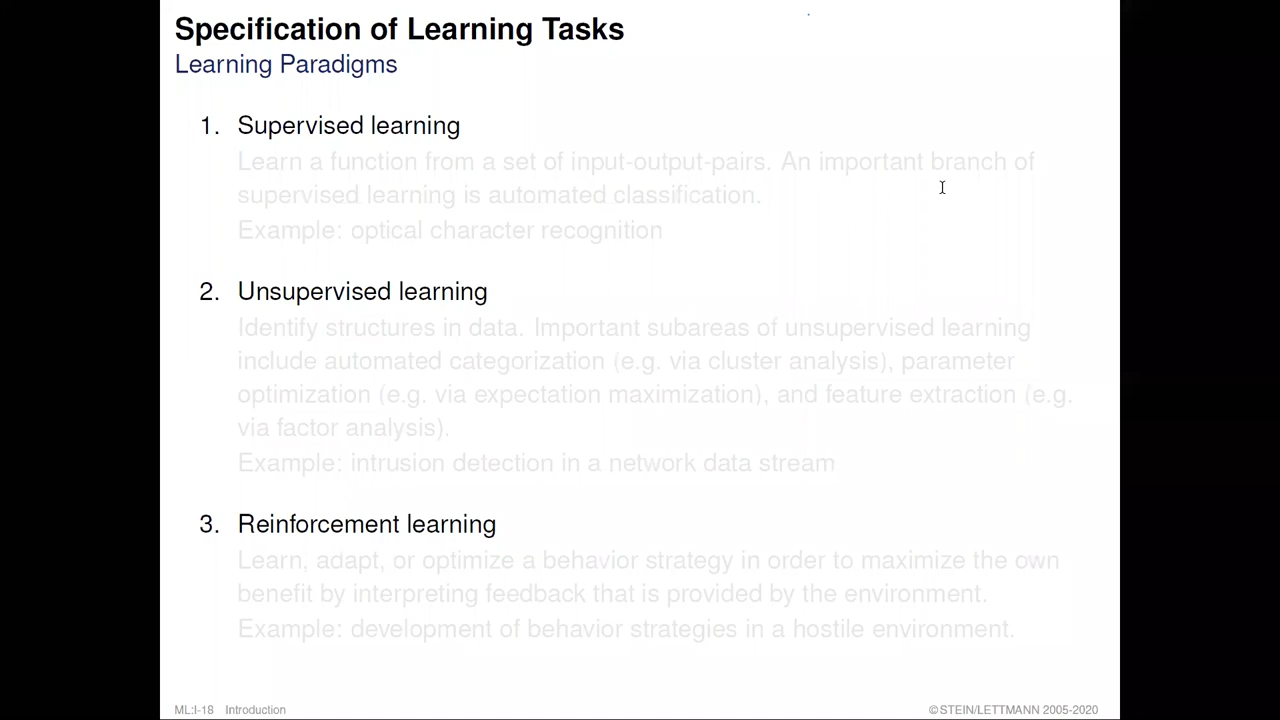 Specification of Learning Tasks
Learning Paradigms
1. Supervised learning
Learn a function from a set of input-output-pairs. An important branch of
supervised learning is automated classification.
Example: optical character recognition
2. Unsupervised learning
Identify structures in data. Important subareas of unsupervised learning
include automated categorization (e.g. via cluster analysis), parameter
optimization (e.g. via expectation maximization), and feature extraction (e.g.
via factor analysis).
Example: intrusion detection in a network data stream
3. Reinforcement learning
Learn, adapt, or optimize a behavior strategy in order to maximize the own
benefit by interpreting feedback that is provided by the environment.
Example: development of behavior strategies in a hostile environment.
ML:I-18 Introduction
©STEIN/LETTMANN 2005-2020